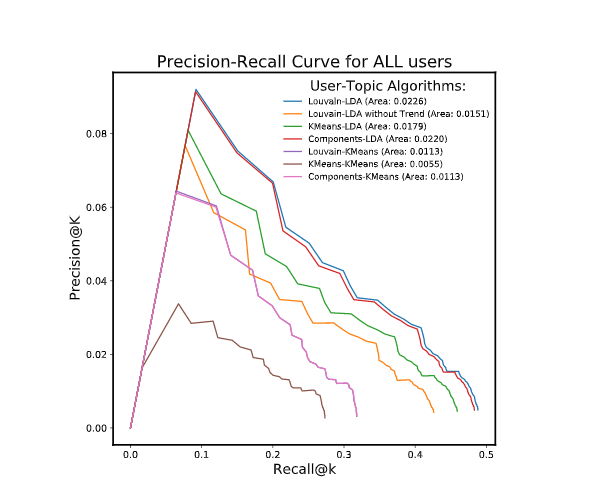 Precision-Recall Curve for ALL users
User-Topic Algorithms:
Louvain-LDA (Area: 0.0226)
Louvain-LDA without Trend (Area: 0.0151)
KMeans-LDA (Area: 0.0179)
Components-LDA (Area: 0.0220)
Louvain-KMeans (Area: 0.0113)
KMeans-KMeans (Area: 0.0055)
Components-KMeans (Area: 0.0113)
Precision@K
0.08
0.06
0.04
0.02
0.00
0.0 0.1 0.2 0.3 0.4 0.5
Recall@k